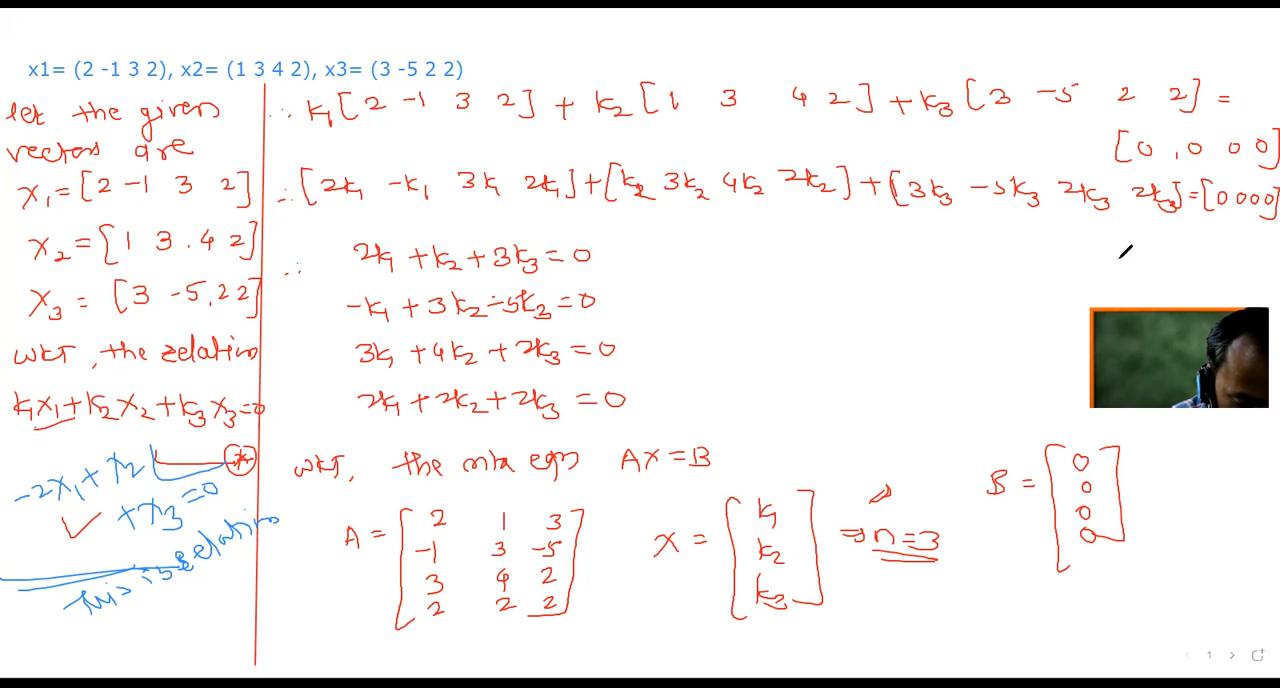 x1= (2 -1 3 2), x2= (1 3 4 2), x3= (3 -5 2 2)
let the given
vectors are
x₁ = [2 -1 3 2]
x₂ = [1 3 . 4 2]
x₃ = [3 -5, 2 2]
WKT, the relation
k₁x₁+k₂x₂+k₃x₃=0
*
-2x₁+x₂
+x₃=0
✓
This is relation
∴ k₁[2 -1 3 2] + k₂[1 3 4 2] + k₃[3 -5 2 2] =
[0 , 0 0 0]
∴ [2k₁ -k₁ 3k₁ 2k₁]+[k₂ 3k₂ 4k₂ 2k₂] + [3k₃ -5k₃ 2k₃ 2k₃]=[0 0 0 0]
∴ 2k₁ + k₂ + 3k₃ = 0
-k₁ + 3k₂ -5k₂ = 0
3k₁ + 4k₂ + 2k₃ = 0
2k₁ + 2k₂ + 2k₃ = 0
WKT, the mtx eqn AX = B
A = [2 1 3
-1 3 -5
3 4 2
2 2 2]
X = [k₁
k₂
k₃]
⇒ n=3
B = [0
0
0
0]
1